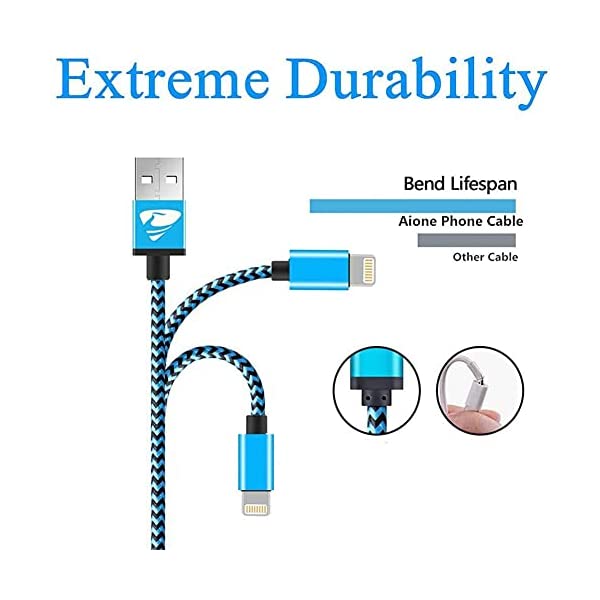 Extreme Durability
Bend Lifespan
Aione Phone Cable
Other Cable